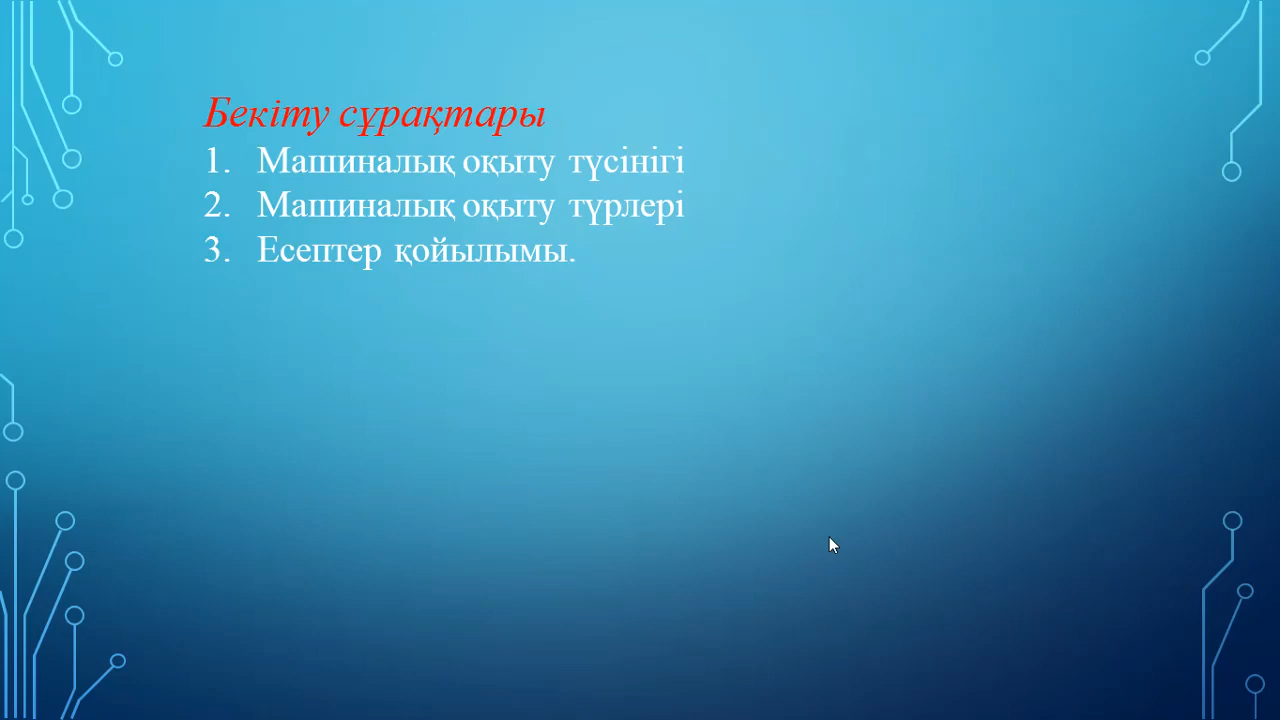 Бекіту сұрақтары
1. Машиналық оқыту түсінігі
2. Машиналық оқыту түрлері
3. Есептер қойылымы.